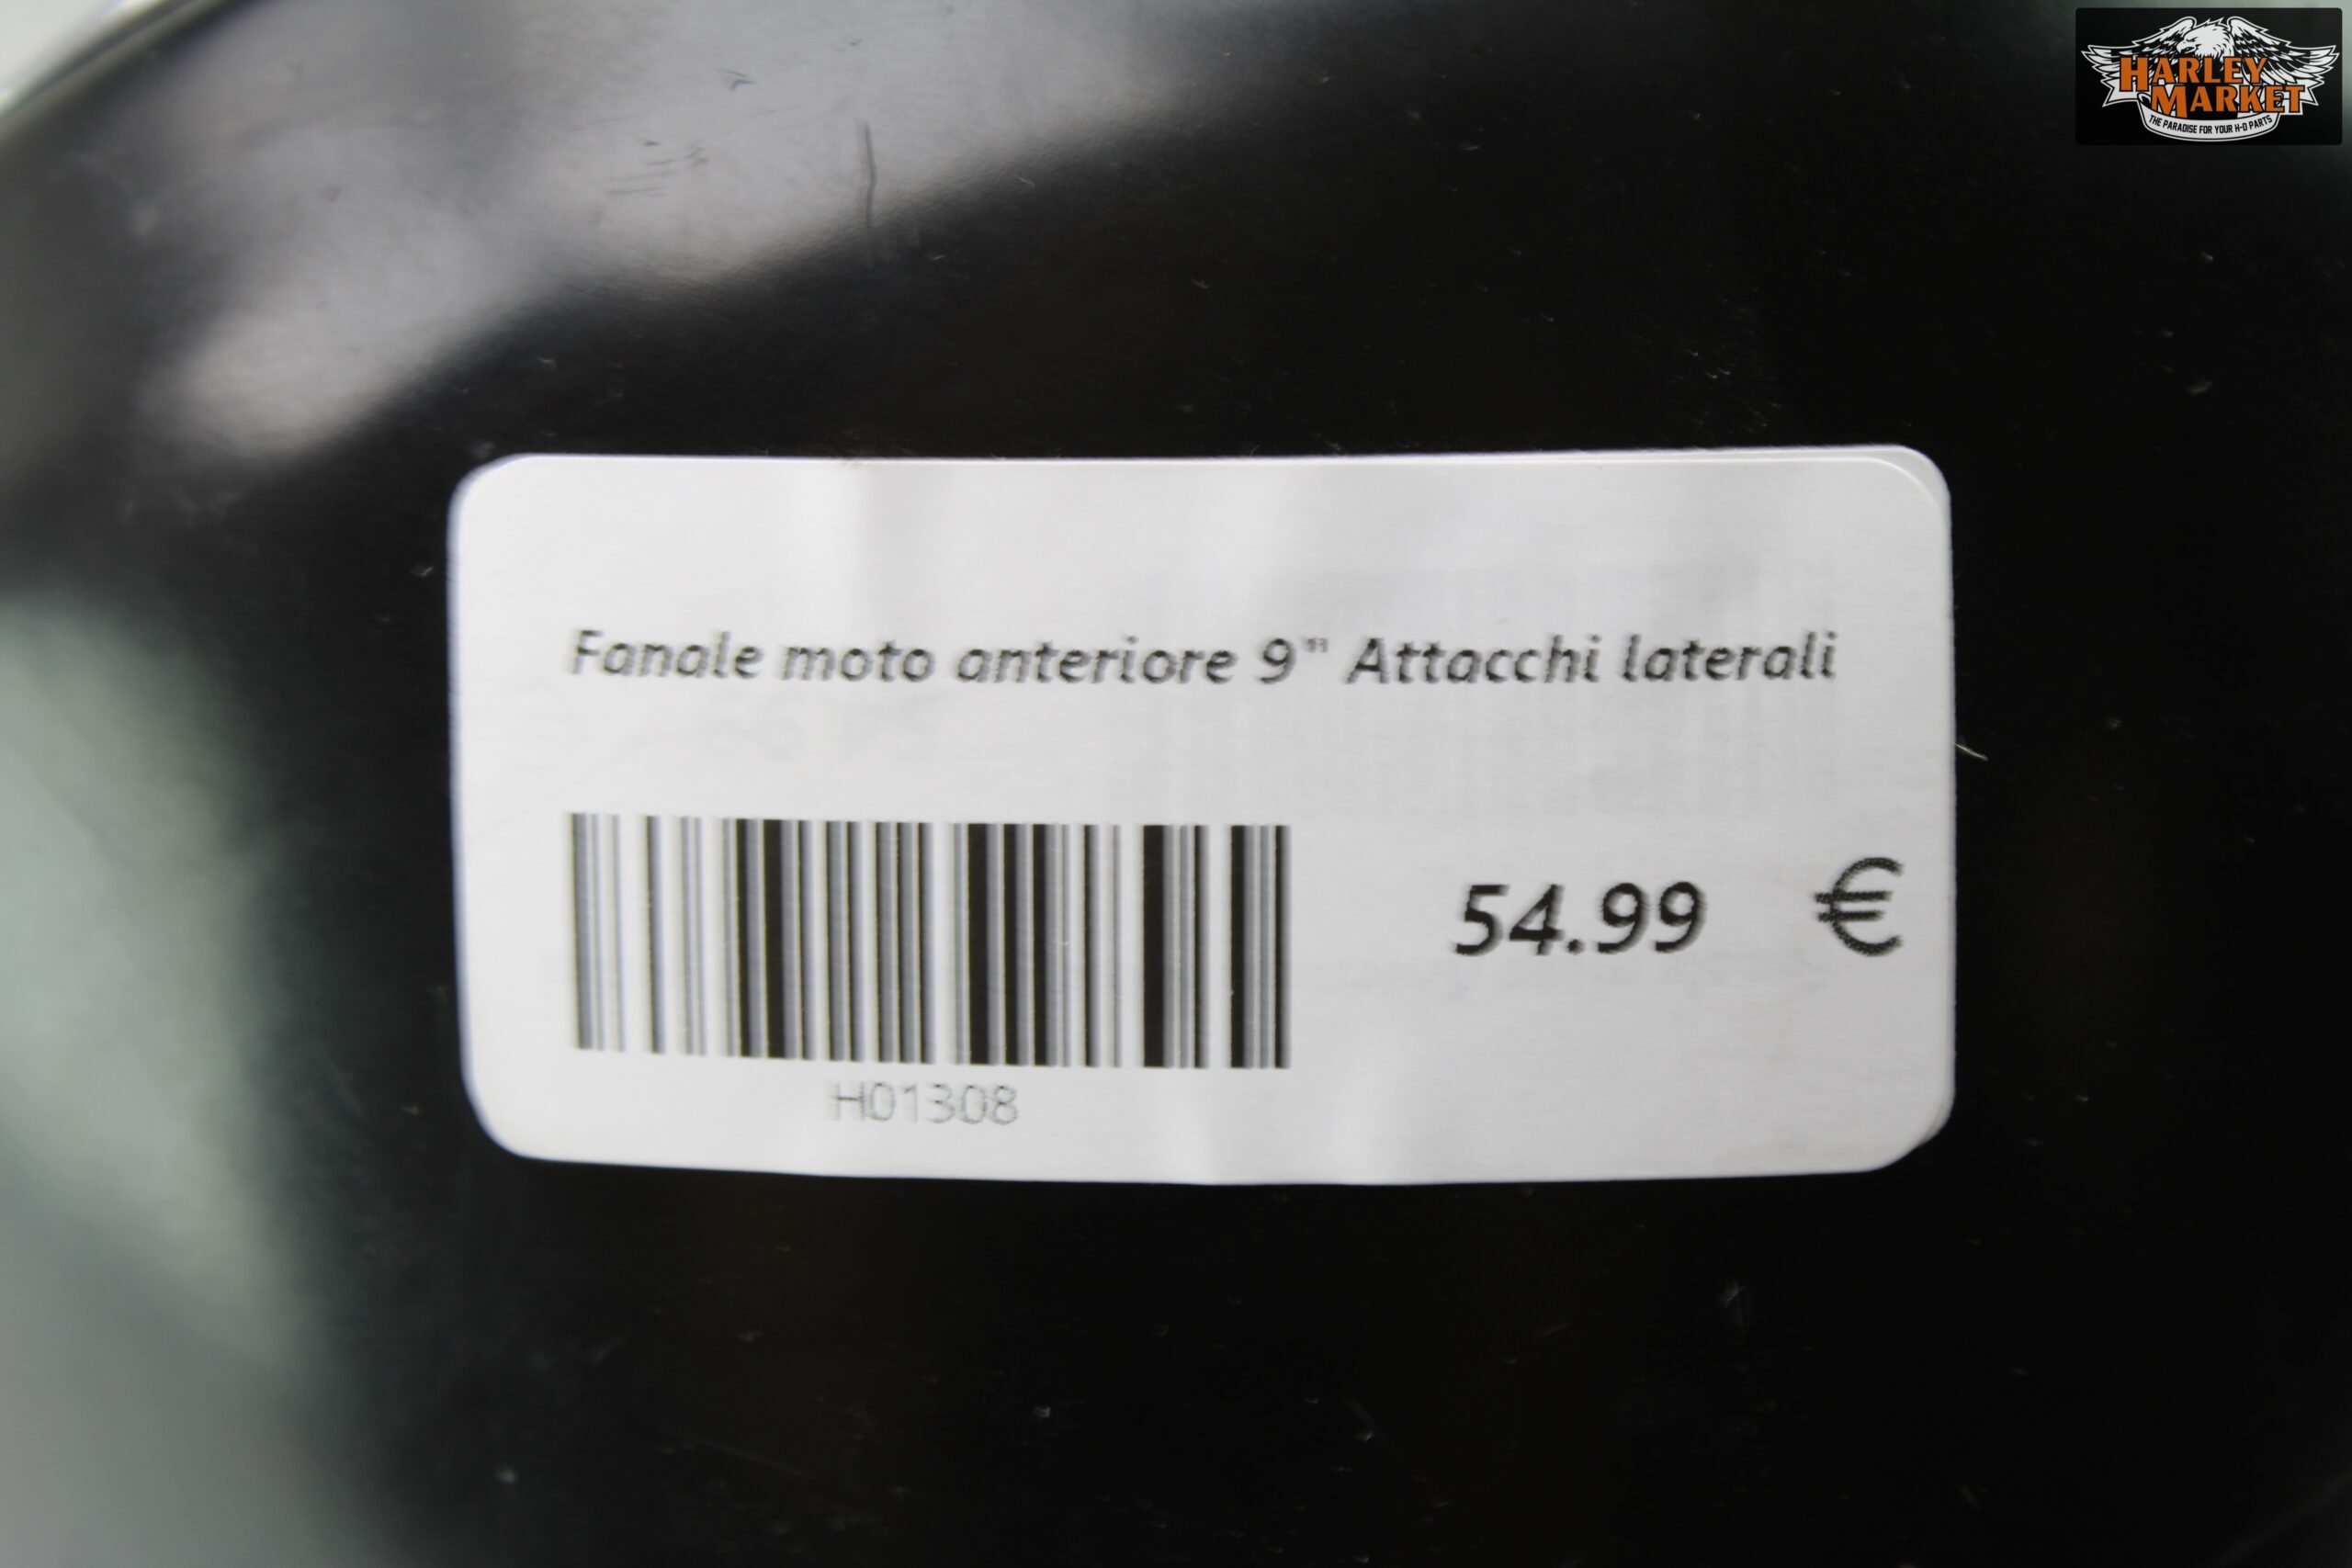 HARLEY
MARKET
THE PARADISE FOR YOUR H-D PARTS
Fanale moto anteriore 9" Attacchi laterali
54.99 €
H01308